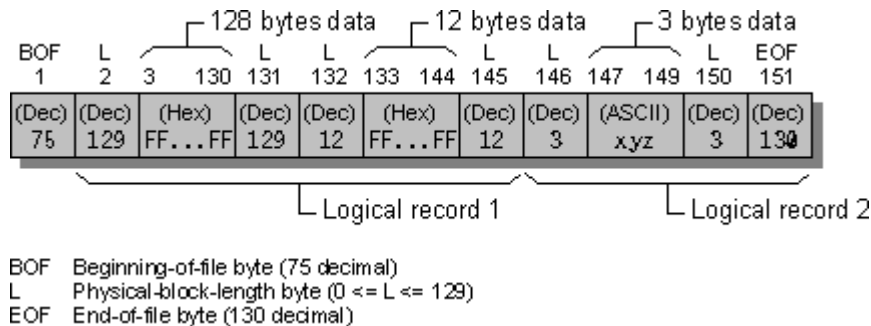 128 bytes data 12 bytes data 3 bytes data
BOF L L L L L L EOF
1 2 3 130 131 132 133 144 145 146 147 149 150 151
(Dec) (Dec) (Hex) (Dec) (Dec) (Hex) (Dec) (Dec) (ASCII) (Dec) (Dec)
75 129 FF...FF 129 12 FF...FF 12 3 xyz 3 130
Logical record 1 Logical record 2
BOF Beginning-of-file byte (75 decimal)
L Physical-block-length byte (0 <= L <= 129)
EOF End-of-file byte (130 decimal)